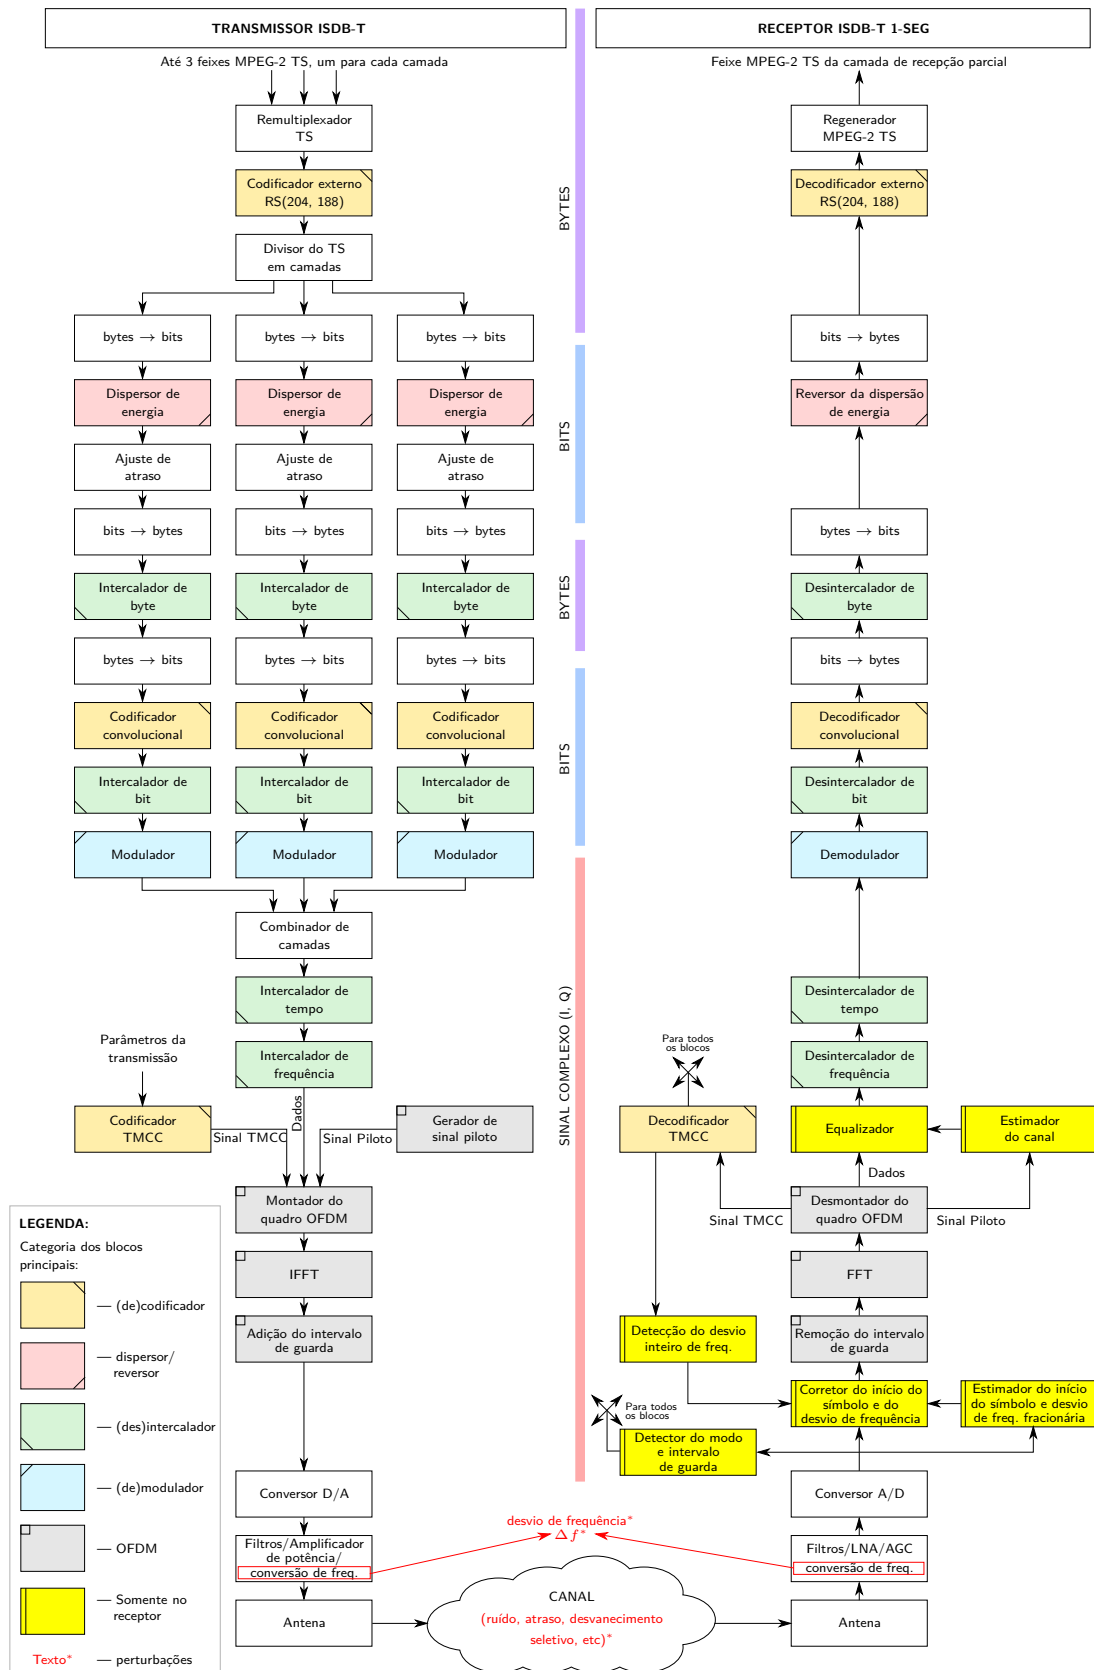 TRANSMISSOR ISDB-T
RECEPTOR ISDB-T 1-SEG
Até 3 feixes MPEG-2 TS, um para cada camada
Feixe MPEG-2 TS da camada de recepção parcial
Remultiplexador
TS
Regenerador
MPEG-2 TS
Codificador externo
RS(204, 188)
Decodificador externo
RS(204, 188)
BYTES
Divisor do TS
em camadas
bytes → bits
bytes → bits
bytes → bits
bits → bytes
Dispersor de
energia
Dispersor de
energia
Dispersor de
energia
Reversor da dispersão
de energia
BITS
Ajuste de
atraso
Ajuste de
atraso
Ajuste de
atraso
bits → bytes
bits → bytes
bits → bytes
bytes → bits
Intercalador de
byte
Intercalador de
byte
Intercalador de
byte
BYTES
Desintercalador de
byte
bytes → bits
bytes → bits
bytes → bits
bits → bytes
Codificador
convolucional
Codificador
convolucional
Codificador
convolucional
Decodificador
convolucional
BITS
Intercalador de
bit
Intercalador de
bit
Intercalador de
bit
Desintercalador de
bit
Modulador
Modulador
Modulador
Demodulador
Combinador de
camadas
SINAL COMPLEXO (I, Q)
Intercalador de
tempo
Desintercalador de
tempo
Parâmetros da
transmissão
Intercalador de
frequência
Para todos
os blocos
Desintercalador de
frequência
Dados
Codificador
TMCC
Sinal TMCC
Sinal Piloto
Gerador de
sinal piloto
Decodificador
TMCC
Equalizador
Estimador
do canal
Dados
Montador do
quadro OFDM
Sinal TMCC
Desmontador do
quadro OFDM
Sinal Piloto
IFFT
FFT
Adição do intervalo
de guarda
Detecção do desvio
inteiro de freq.
Remoção do intervalo
de guarda
Corretor do início do
símbolo e do
desvio de frequência
Estimador do início
do símbolo e desvio
de freq. fracionária
Para todos
os blocos
Detector do modo
e intervalo
de guarda
Conversor D/A
Conversor A/D
desvio de frequência*
Δf*
Filtros/Amplificador
de potência/
conversão de freq.
Filtros/LNA/AGC
conversão de freq.
Antena
CANAL
(ruído, atraso, desvanecimento
seletivo, etc)*
Antena
LEGENDA:
Categoria dos blocos
principais:
— (de)codificador
— dispersor/
reversor
— (des)intercalador
— (de)modulador
— OFDM
— Somente no
receptor
Texto* — perturbações